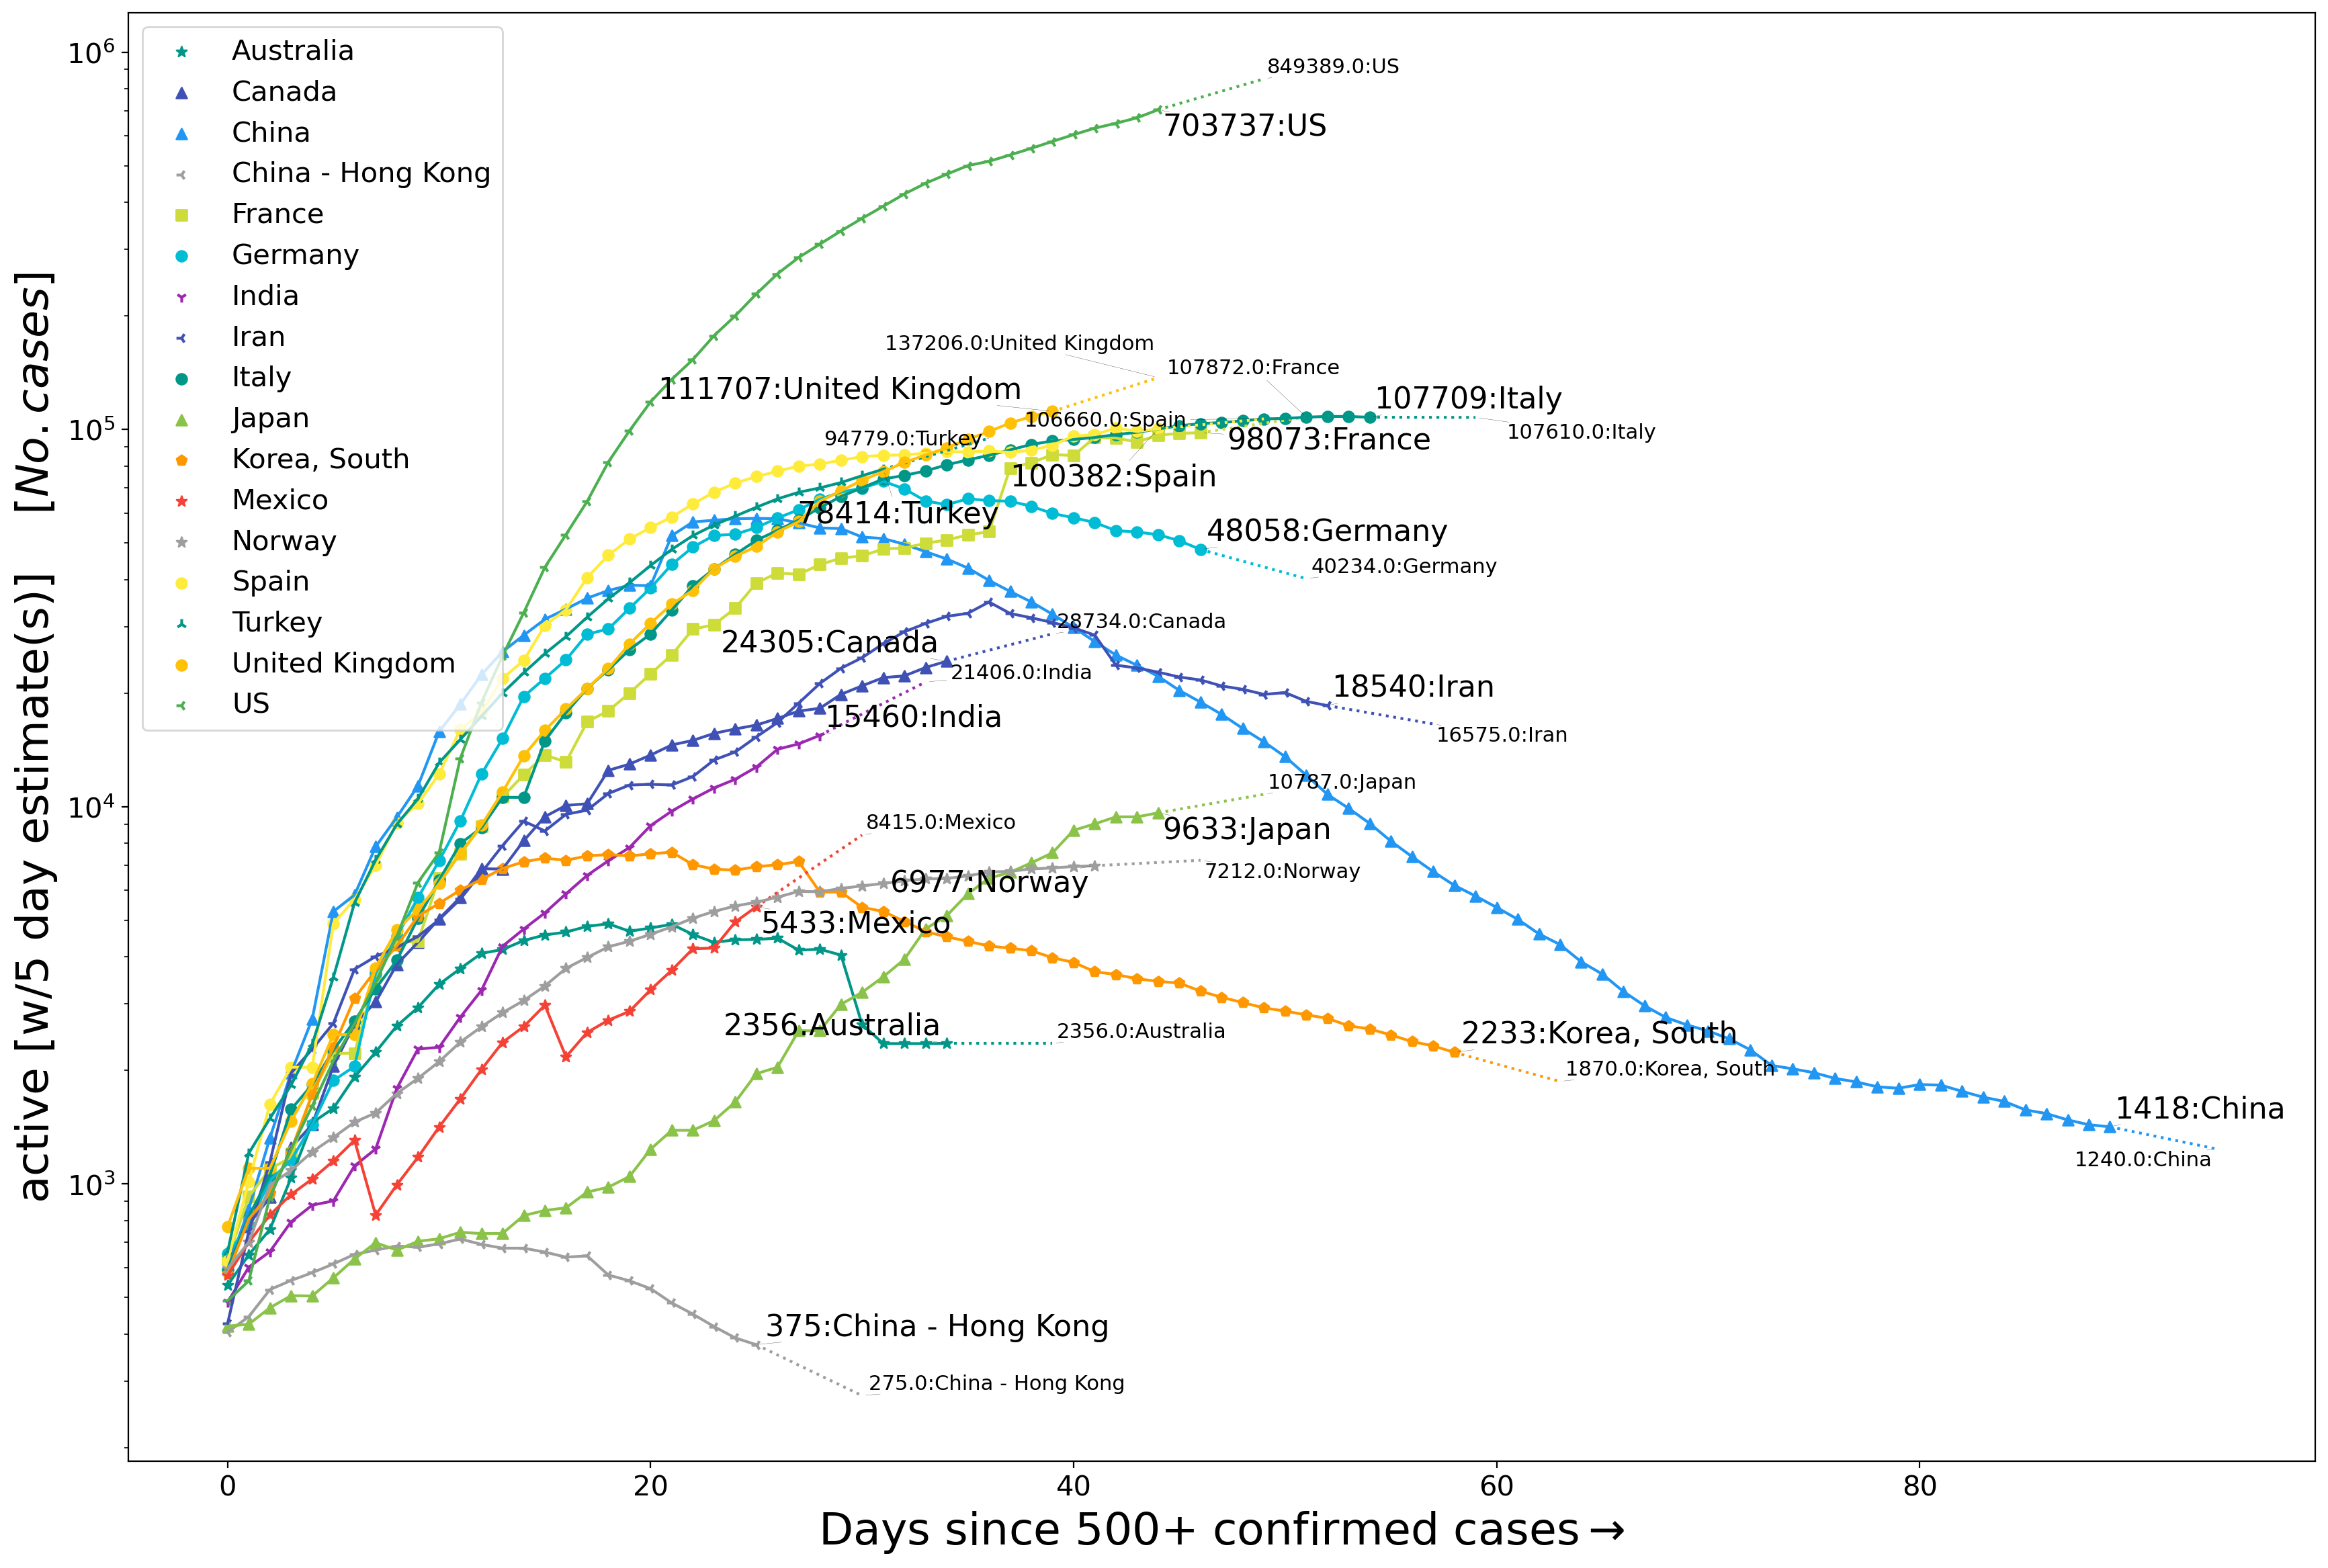 active [w/5 day estimate(s)]   [No. cases]
10^6
10^5
10^4
10^3
Australia
Canada
China
China - Hong Kong
France
Germany
India
Iran
Italy
Japan
Korea, South
Mexico
Norway
Spain
Turkey
United Kingdom
US
849389.0:US
703737:US
137206.0:United Kingdom
107872.0:France
111707:United Kingdom
107709:Italy
106660.0:Spain
107610.0:Italy
94779.0:Turkey
98073:France
100382:Spain
78414:Turkey
48058:Germany
40234.0:Germany
28734.0:Canada
24305:Canada
21406.0:India
18540:Iran
15460:India
16575.0:Iran
10787.0:Japan
8415.0:Mexico
9633:Japan
7212.0:Norway
6977:Norway
5433:Mexico
2356:Australia
2356.0:Australia
2233:Korea, South
1870.0:Korea, South
1418:China
1240.0:China
375:China - Hong Kong
275.0:China - Hong Kong
0 20 40 60 80
Days since 500+ confirmed cases→